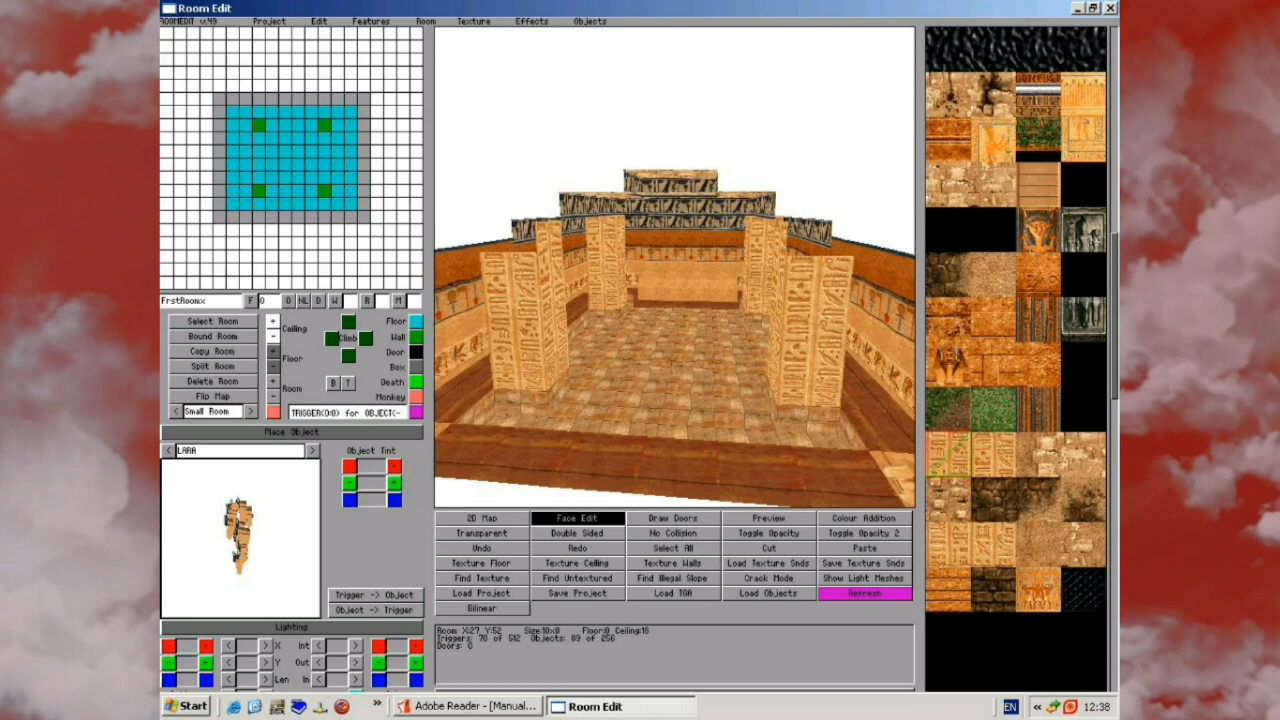 Room Edit
ROOMEDIT v.49 Project Edit Features Room Texture Effects Objects
FrstRoomx F 0 O NL D W R M
Select Room + Ceiling Floor
Bound Room - Climb Wall
Copy Room + Floor Door
Split Room - Box
Delete Room + Room B T Death
Flip Map - Monkey
< Small Room > TRIGGER(0:0) for OBJECT(-
Place Object
< LARA > Object Tint
- +
- +
Trigger -> Object
Object -> Trigger
Lighting
< > X Int < >
- + < > Y Out < > - +
< > Len In < >
2D Map Face Edit Draw Doors Preview Colour Addition
Transparent Double Sided No Collision Toggle Opacity Toggle Opacity 2
Undo Redo Select All Cut Paste
Texture Floor Texture Ceiling Texture Walls Load Texture Snds Save Texture Snds
Find Texture Find Untextured Find Illegal Slope Crack Mode Show Light Meshes
Load Project Save Project Load TGA Load Objects Refresh
Bilinear
Room X:27 Y:52 Size:10x8 Floor:0 Ceiling:18
Triggers: 70 of 512 Objects: 89 of 256
Doors: 0
Start » Adobe Reader - [Manual... Room Edit EN « 12:38